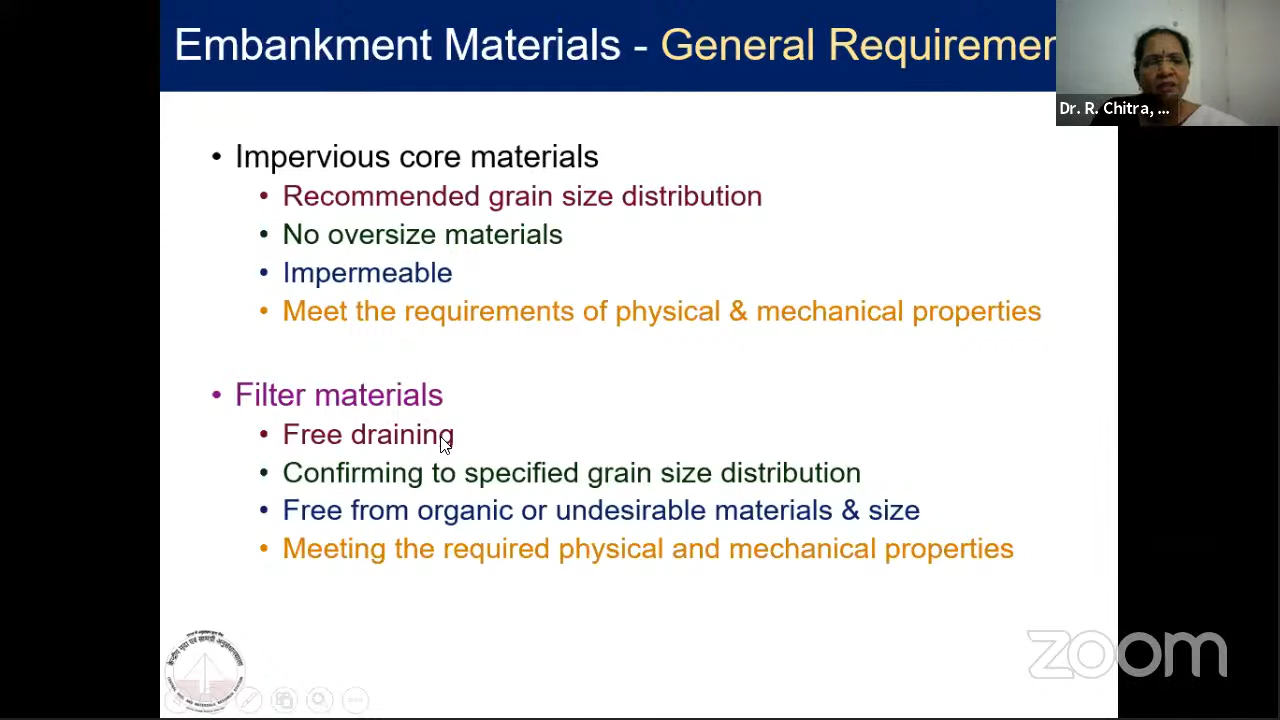 Embankment Materials - General Requiremen
Dr. R. Chitra, ...
• Impervious core materials
• Recommended grain size distribution
• No oversize materials
• Impermeable
• Meet the requirements of physical & mechanical properties
• Filter materials
• Free draining
• Confirming to specified grain size distribution
• Free from organic or undesirable materials & size
• Meeting the required physical and mechanical properties
zoom